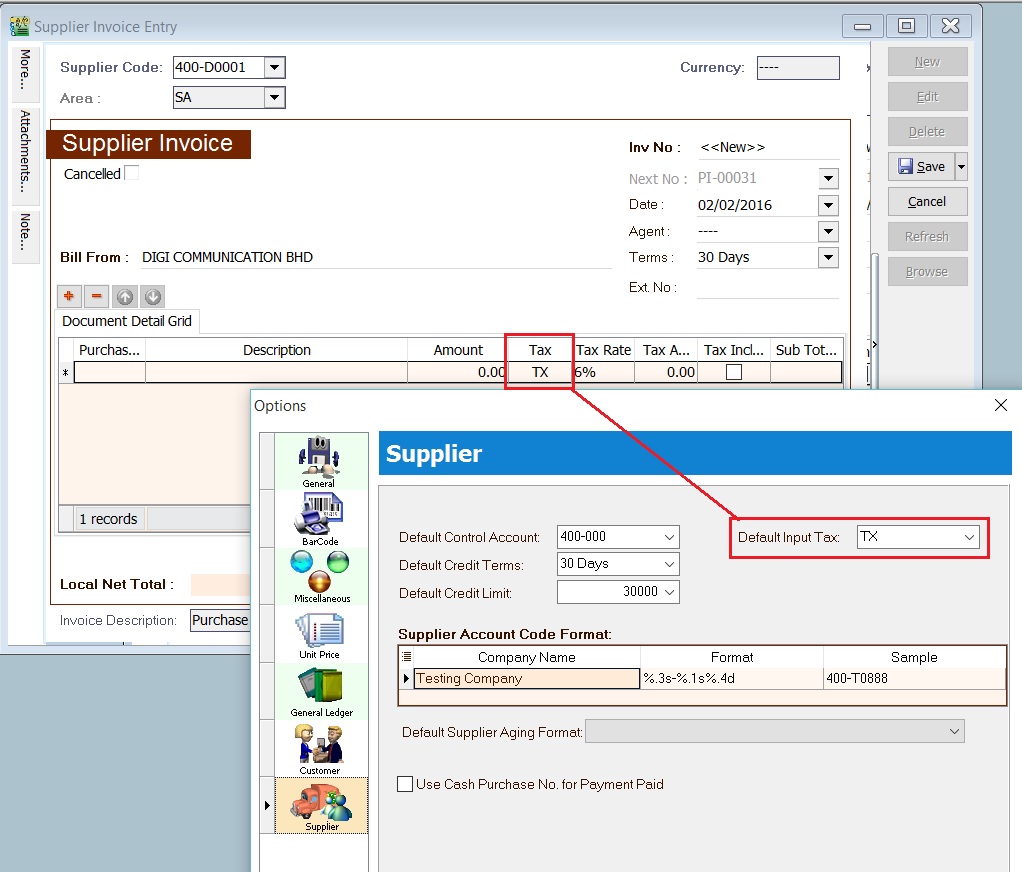 Supplier Invoice Entry
More...
Attachments...
Note...
Supplier Code: 400-D0001
Currency: ----
Area : SA
Supplier Invoice
Cancelled
Inv No : <<New>>
Next No : PI-00031
Date : 02/02/2016
Agent : ----
Bill From : DIGI COMMUNICATION BHD
Terms : 30 Days
Ext. No :
New
Edit
Delete
Save
Cancel
Refresh
Browse
Document Detail Grid
Purchas... Description Amount Tax Tax Rate Tax A... Tax Incl... Sub Tot...
* 0.00 TX 6% 0.00
1 records
Local Net Total :
Invoice Description: Purchase
Options
General
BarCode
Miscellaneous
Unit Price
General Ledger
Customer
Supplier
Supplier
Default Control Account: 400-000
Default Input Tax: TX
Default Credit Terms: 30 Days
Default Credit Limit: 30000
Supplier Account Code Format:
Company Name Format Sample
Testing Company %.3s-%.1s%.4d 400-T0888
Default Supplier Aging Format:
Use Cash Purchase No. for Payment Paid